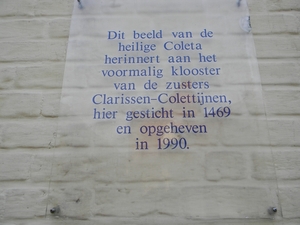 Dit beeld van de
heilige Coleta
herinnert aan het
voormalig klooster
van de zusters
Clarissen-Colettijnen,
hier gesticht in 1469
en opgeheven
in 1990.